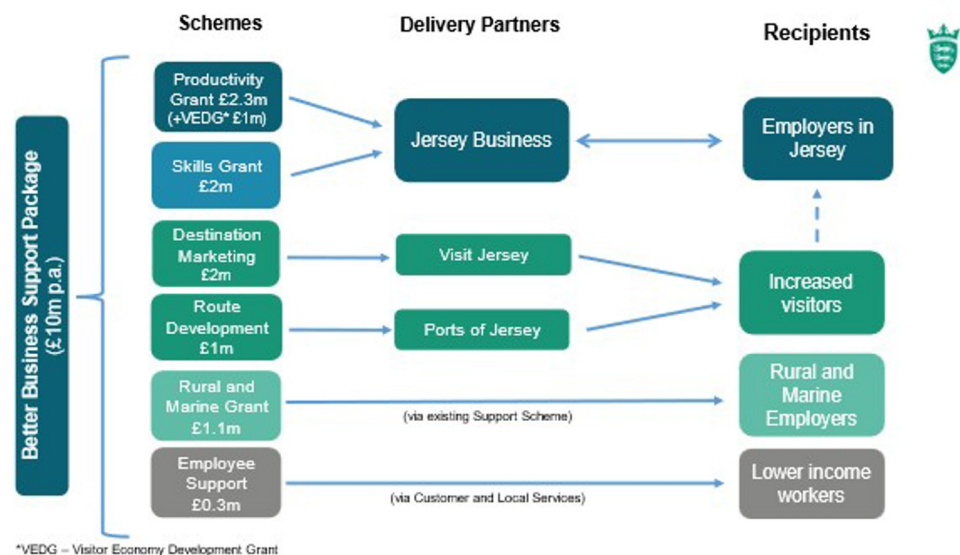 Schemes
Delivery Partners
Recipients
Better Business Support Package
(£10m p.a.)
Productivity
Grant £2.3m
(+VEDG* £1m)
Skills Grant
£2m
Destination
Marketing
£2m
Route
Development
£1m
Rural and
Marine Grant
£1.1m
Employee
Support
£0.3m
Jersey Business
Visit Jersey
Ports of Jersey
(via existing Support Scheme)
(via Customer and Local Services)
Employers in
Jersey
Increased
visitors
Rural and
Marine
Employers
Lower income
workers
*VEDG – Visitor Economy Development Grant